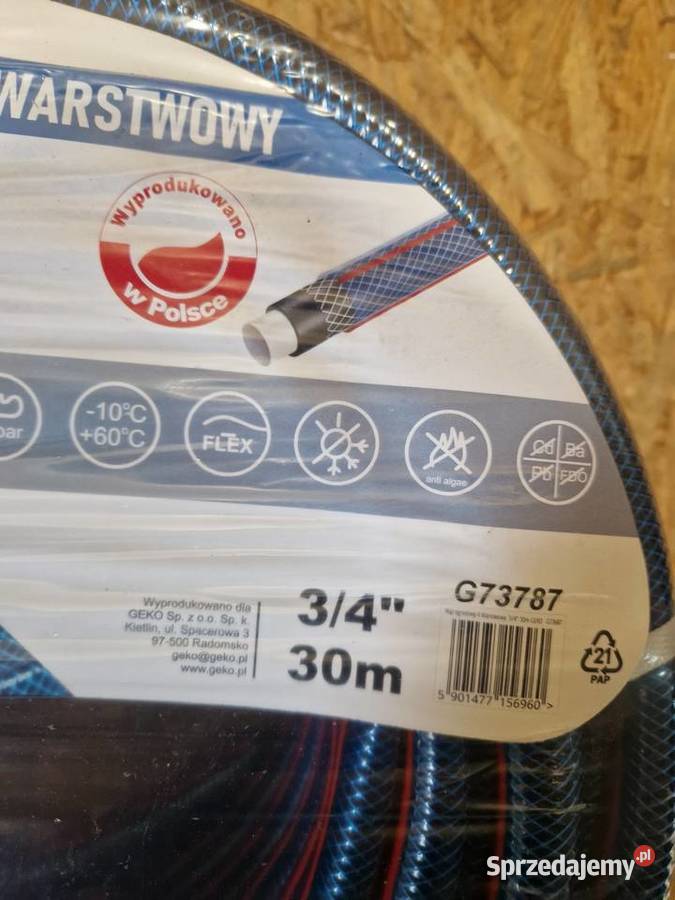 WARSTWOWY
Wyprodukowano
w Polsce
bar
-10°C
+60°C
FLEX
anti algae
Cd Ba
Pb
Wyprodukowano dla
GEKO Sp. z o.o. Sp. k.
Kietlin, ul. Spacerowa 3
97-500 Radomsko
geko@geko.pl
www.geko.pl
3/4"
30m
G73787
5 901477 156960 >
21
PAP
Sprzedajemy.pl